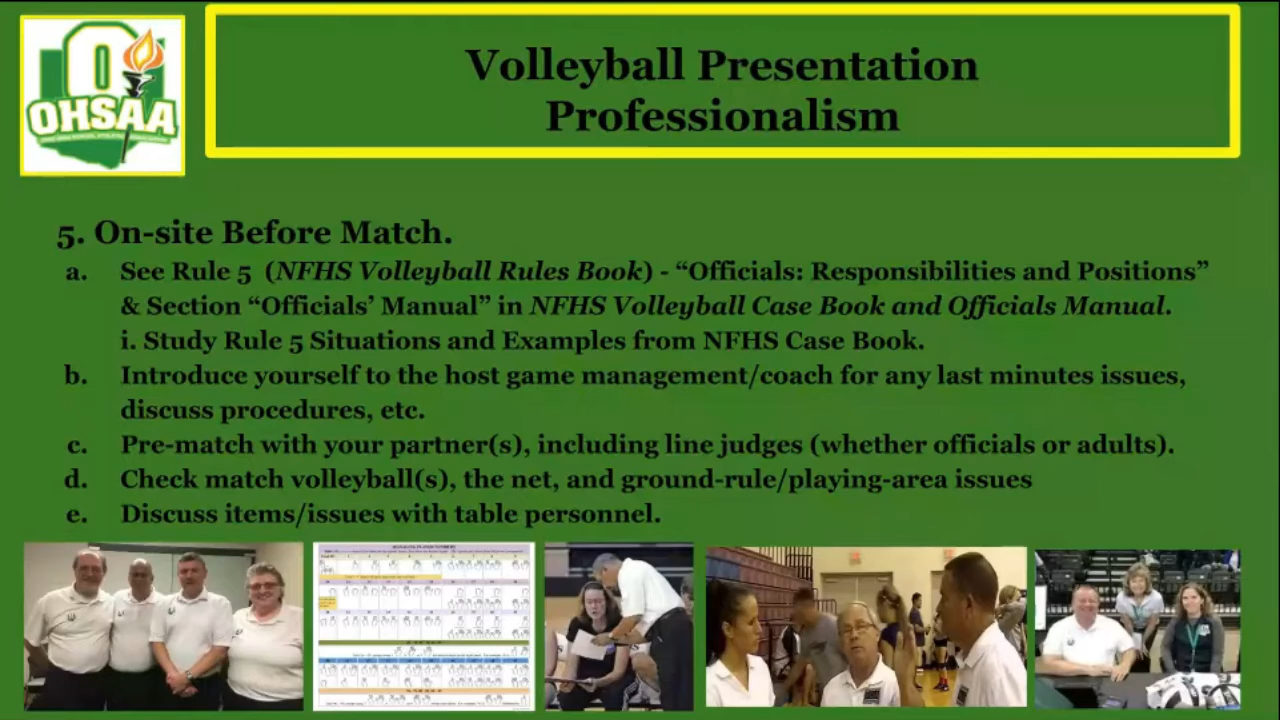 OHSAA
Volleyball Presentation
Professionalism
5. On-site Before Match.
a. See Rule 5 (NFHS Volleyball Rules Book) - “Officials: Responsibilities and Positions”
& Section “Officials’ Manual” in NFHS Volleyball Case Book and Officials Manual.
i. Study Rule 5 Situations and Examples from NFHS Case Book.
b. Introduce yourself to the host game management/coach for any last minutes issues,
discuss procedures, etc.
c. Pre-match with your partner(s), including line judges (whether officials or adults).
d. Check match volleyball(s), the net, and ground-rule/playing-area issues
e. Discuss items/issues with table personnel.